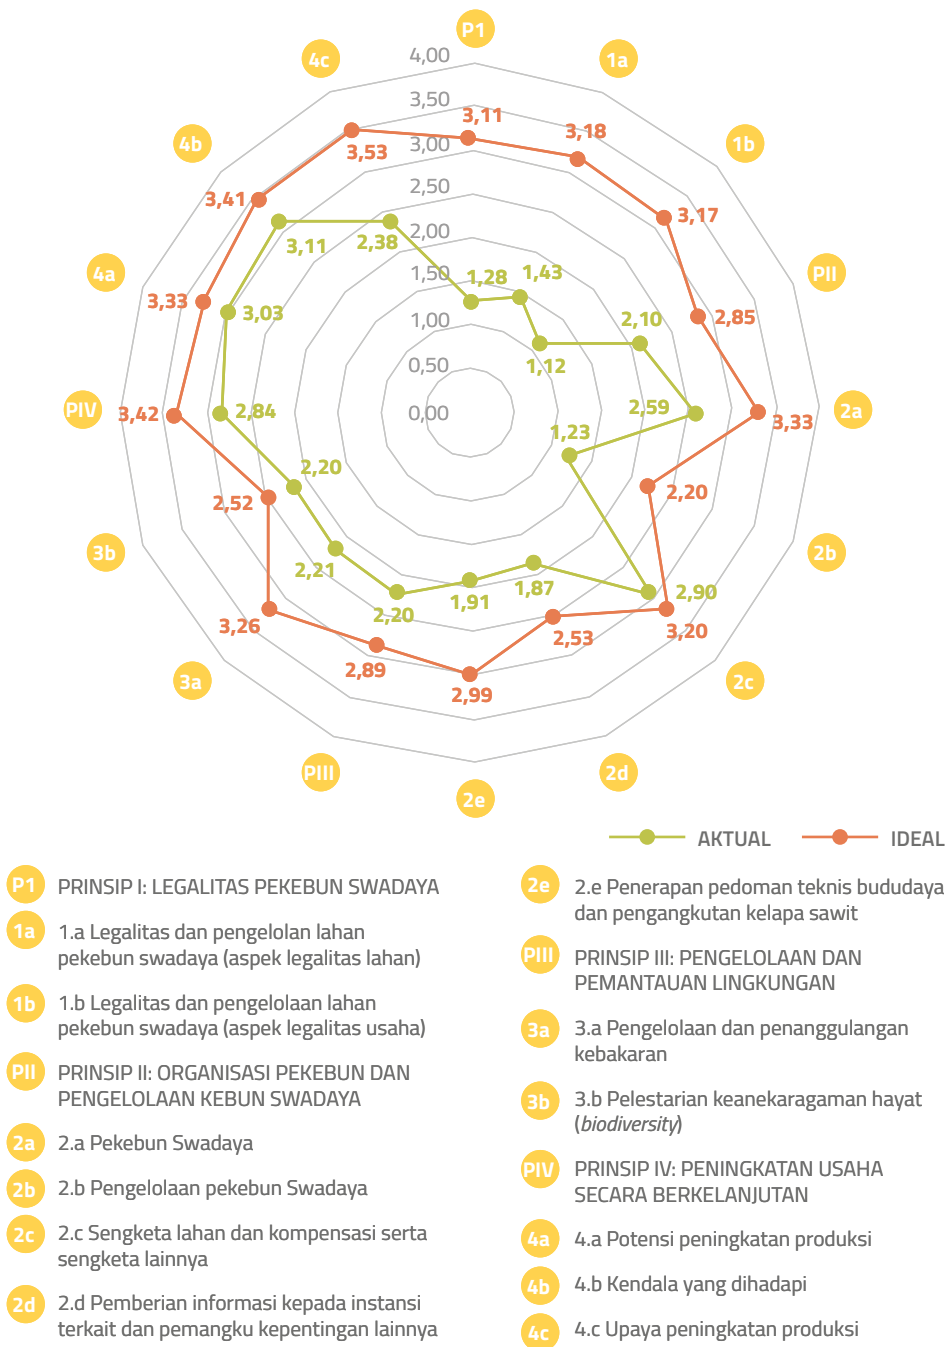 P1
4c
1a
4,00
3,50
3,11
3,18
3,53
3,00
4b
1b
3,41
2,50
3,17
3,11
2,38
2,00
4a
PII
3,33
3,03
1,50
1,28
1,43
2,10
2,85
1,00
1,12
0,50
PIV
3,42
2,84
0,00
2,59
3,33
2a
1,23
2,20
2,52
2,20
3b
2b
2,21
2,20
1,91
1,87
2,90
3,26
2,89
2,99
2,53
3,20
3a
2c
PIII
2e
2d
AKTUAL
IDEAL
P1 PRINSIP I: LEGALITAS PEKEBUN SWADAYA
1a 1.a Legalitas dan pengelolan lahan
pekebun swadaya (aspek legalitas lahan)
1b 1.b Legalitas dan pengelolaan lahan
pekebun swadaya (aspek legalitas usaha)
PII PRINSIP II: ORGANISASI PEKEBUN DAN
PENGELOLAAN KEBUN SWADAYA
2a 2.a Pekebun Swadaya
2b 2.b Pengelolaan pekebun Swadaya
2c 2.c Sengketa lahan dan kompensasi serta
sengketa lainnya
2d 2.d Pemberian informasi kepada instansi
terkait dan pemangku kepentingan lainnya
2e 2.e Penerapan pedoman teknis bududaya
dan pengangkutan kelapa sawit
PIII PRINSIP III: PENGELOLAAN DAN
PEMANTAUAN LINGKUNGAN
3a 3.a Pengelolaan dan penanggulangan
kebakaran
3b 3.b Pelestarian keanekaragaman hayat
(biodiversity)
PIV PRINSIP IV: PENINGKATAN USAHA
SECARA BERKELANJUTAN
4a 4.a Potensi peningkatan produksi
4b 4.b Kendala yang dihadapi
4c 4.c Upaya peningkatan produksi